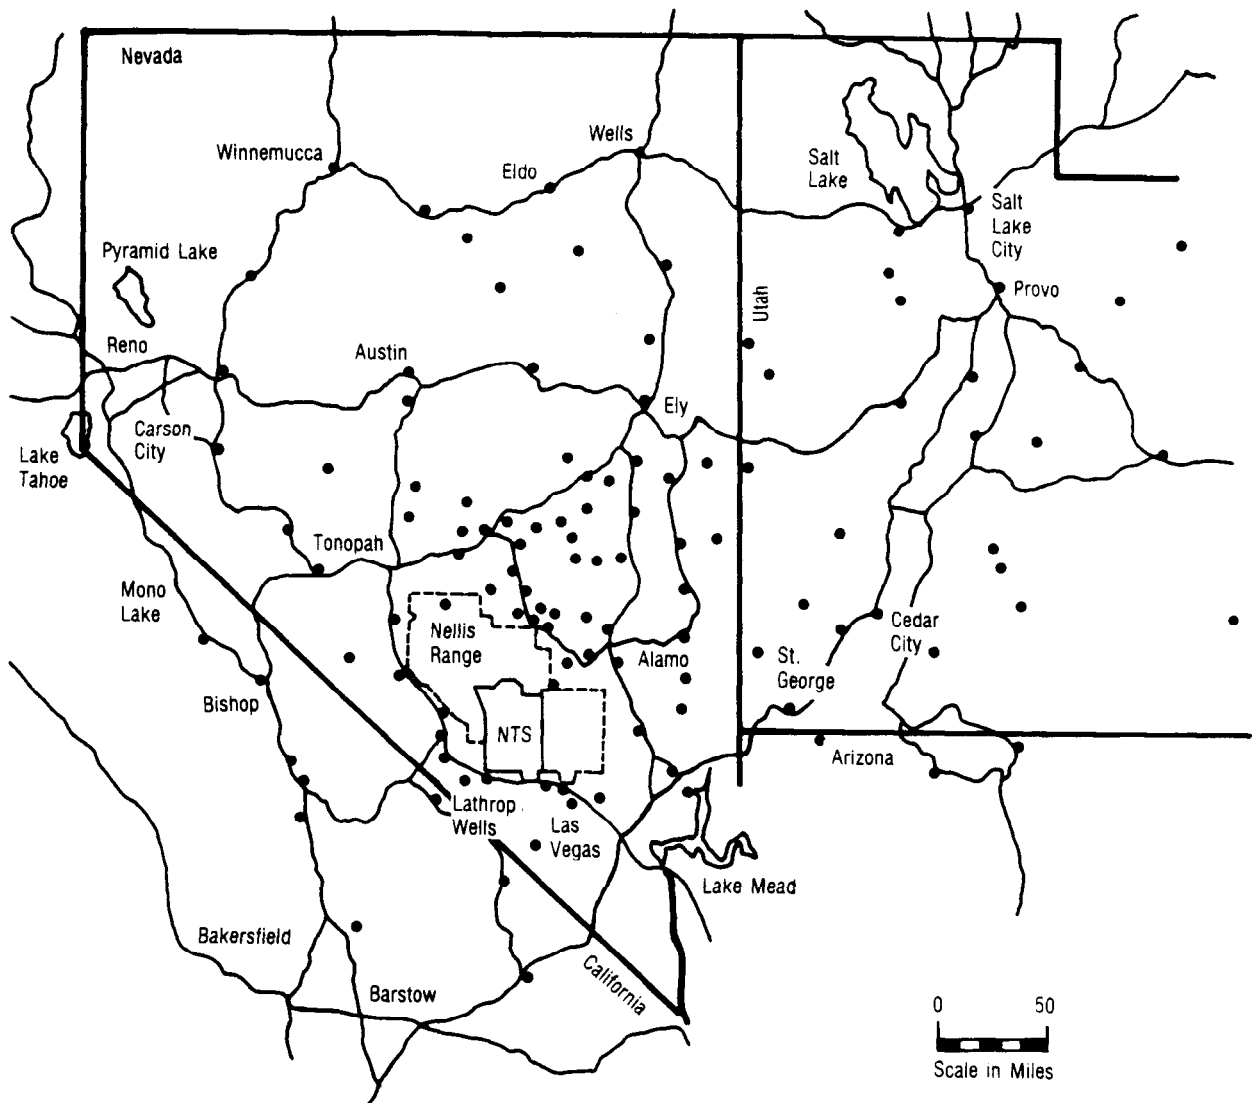 Nevada
Wells
Winnemucca
Eldo
Salt
Lake
Salt
Lake
City
Pyramid Lake
Utah
Provo
Reno
Austin
Ely
Carson
City
Lake
Tahoe
Tonopah
Mono
Lake
Nellis
Range
Cedar
City
Alamo
St.
George
Bishop
NTS
Arizona
Lathrop
Wells
Las
Vegas
Lake Mead
Bakersfield
California
Barstow
0 50
Scale in Miles